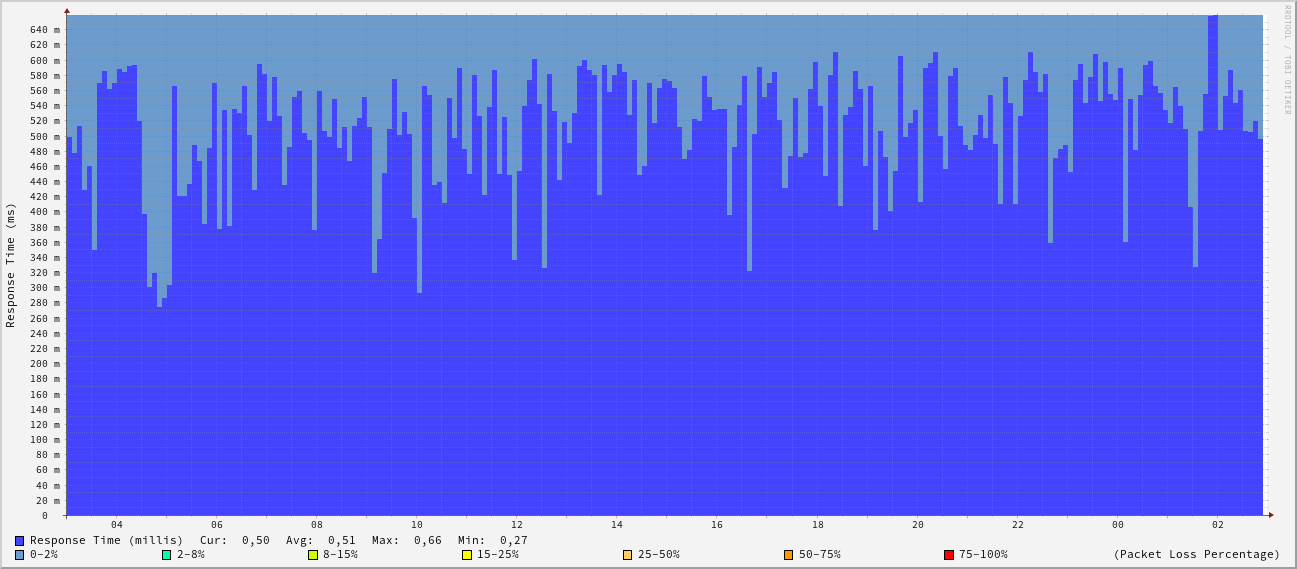 RRDTOOL / TOBI OETIKER
Response Time (ms)
640 m
620 m
600 m
580 m
560 m
540 m
520 m
500 m
480 m
460 m
440 m
420 m
400 m
380 m
360 m
340 m
320 m
300 m
280 m
260 m
240 m
220 m
200 m
180 m
160 m
140 m
120 m
100 m
80 m
60 m
40 m
20 m
0
04 06 08 10 12 14 16 18 20 22 00 02
Response Time (millis) Cur: 0,50 Avg: 0,51 Max: 0,66 Min: 0,27
0-2% 2-8% 8-15% 15-25% 25-50% 50-75% 75-100% (Packet Loss Percentage)